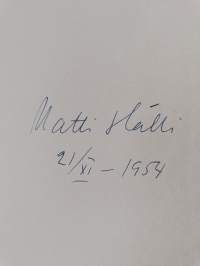 Matti Hälli
21/XI – 1954